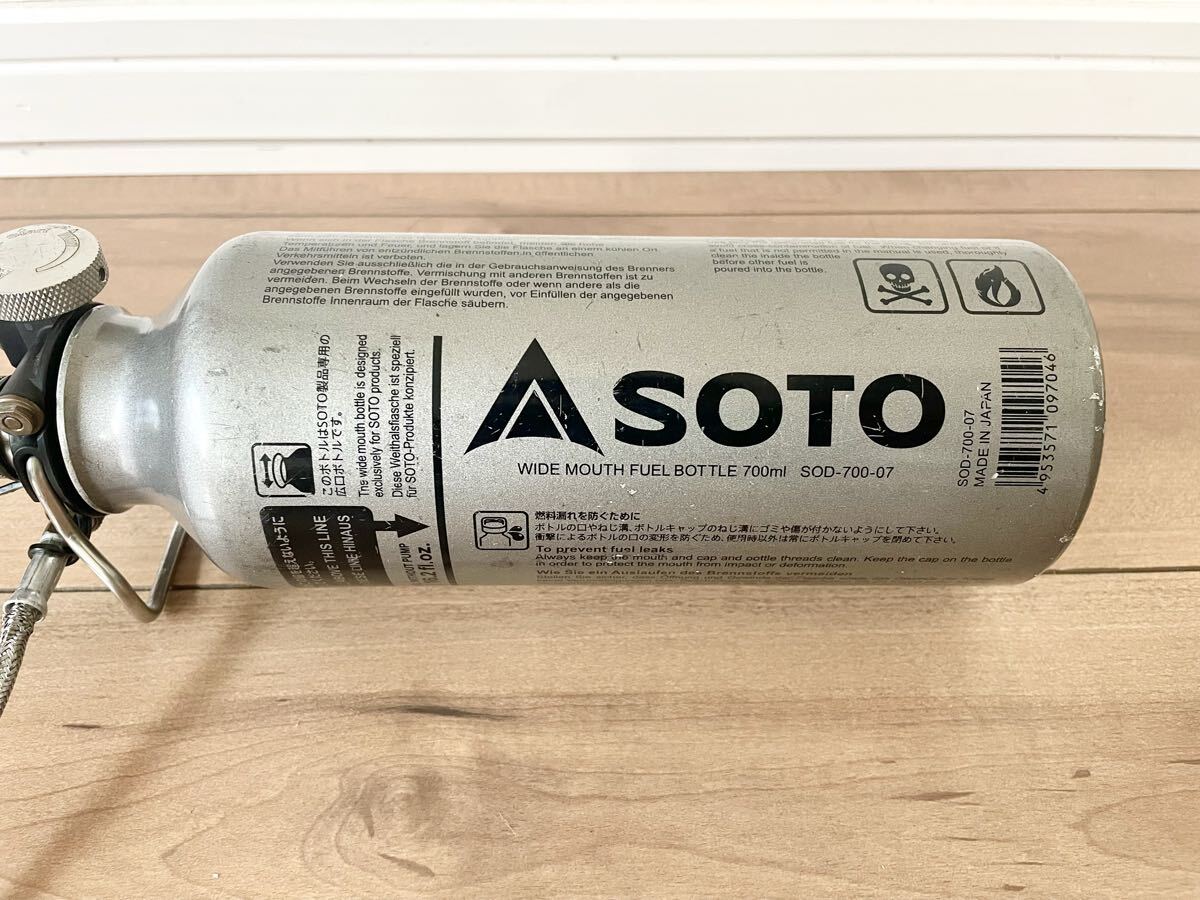 Temperaturen und Feuer, und lagern Sie die Flasche an einem kühlen Ort.
Das Mitführen von entzündlichen Brennstoffen in öffentlichen
Verkehrsmitteln ist verboten.
Verwenden Sie ausschließlich die in der Gebrauchsanweisung des Brenners
angegebenen Brennstoffe. Vermischung mit anderen Brennstoffen ist zu
vermeiden. Beim Wechseln der Brennstoffe oder wenn andere als die
angegebenen Brennstoffe eingefüllt wurden, vor Einfüllen der angegebenen
Brennstoffe Innenraum der Flasche säubern.
is used, thoroughly
clean the inside the bottle
before other fuel is
poured into the bottle.
このボトルはSOTO製品専用の
広口ボトルです。
The wide mouth bottle is designed
exclusively for SOTO products.
Diese Weithalsflasche ist speziell
für SOTO-Produkte konzipiert.
THIS LINE
HINAUS
PUMP
fl.oz.
SOTO
WIDE MOUTH FUEL BOTTLE 700ml SOD-700-07
SOD-700-07
MADE IN JAPAN
4953571 097046
燃料漏れを防ぐために
ボトルの口やねじ溝、ボトルキャップのねじ溝にゴミや傷が付かないようにして下さい。
衝撃によるボトルの口の変形を防ぐため、使用時以外は常にボトルキャップを閉めて下さい。
To prevent fuel leaks
Always keep the mouth and cap and bottle threads clean. Keep the cap on the bottle
in order to protect the mouth from impact or deformation.
Wie Sie ein Auslaufen des Brennstoffes vermeiden